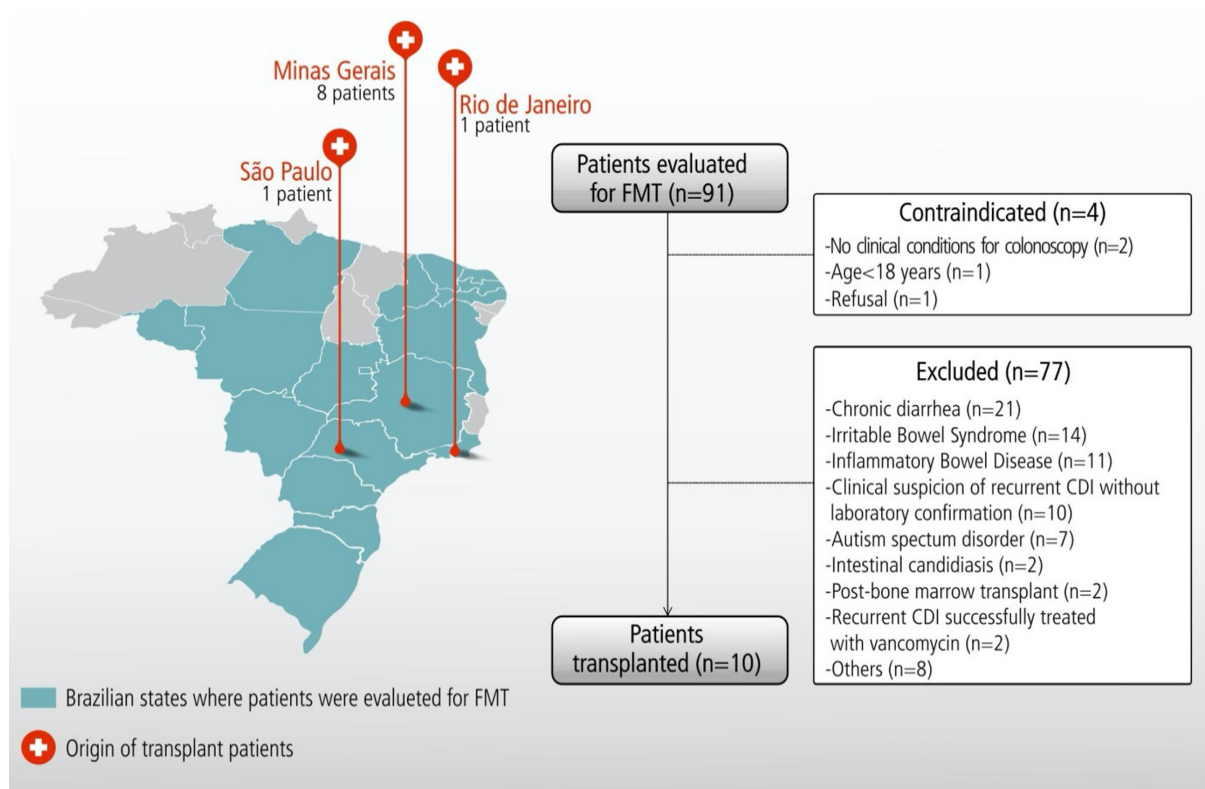 Minas Gerais
8 patients
Rio de Janeiro
1 patient
São Paulo
1 patient
Patients evaluated
for FMT (n=91)
Contraindicated (n=4)
-No clinical conditions for colonoscopy (n=2)
-Age<18 years (n=1)
-Refusal (n=1)
Excluded (n=77)
-Chronic diarrhea (n=21)
-Irritable Bowel Syndrome (n=14)
-Inflammatory Bowel Disease (n=11)
-Clinical suspicion of recurrent CDI without
laboratory confirmation (n=10)
-Autism spectrum disorder (n=7)
-Intestinal candidiasis (n=2)
-Post-bone marrow transplant (n=2)
-Recurrent CDI successfully treated
with vancomycin (n=2)
-Others (n=8)
Patients
transplanted (n=10)
Brazilian states where patients were evalueted for FMT
Origin of transplant patients